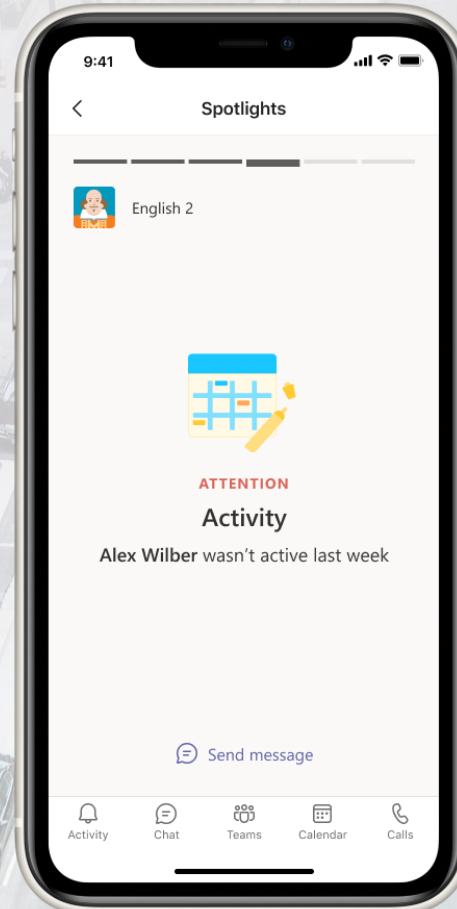 9:41
Spotlights
English 2
ATTENTION
Activity
Alex Wilber wasn't active last week
Send message
Activity Chat Teams Calendar Calls